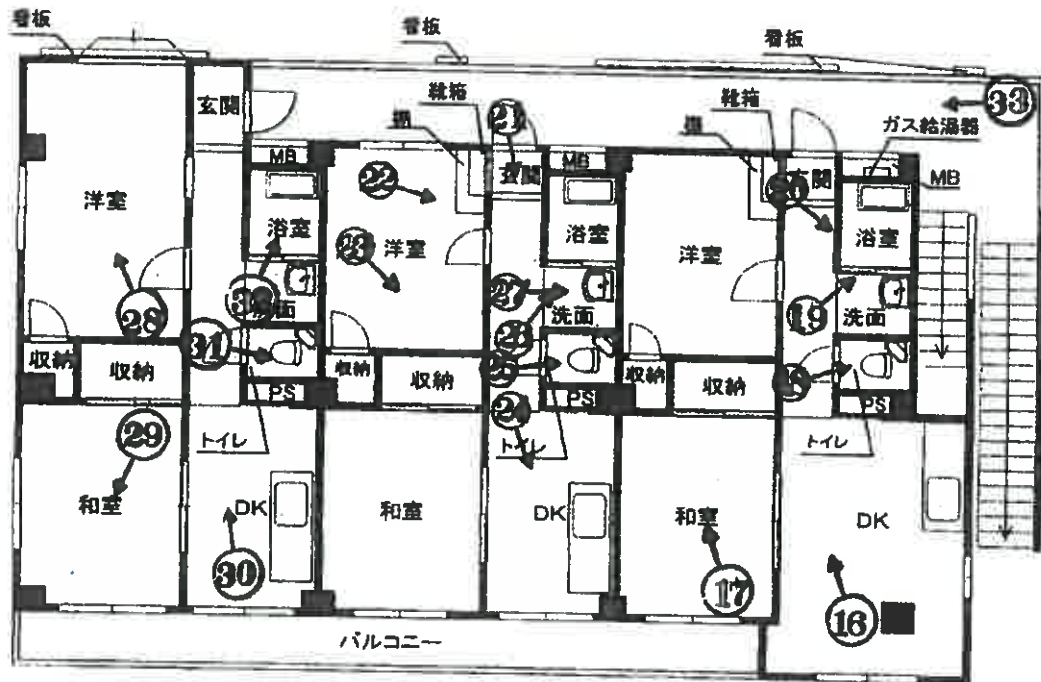 看板
看板
看板
玄関
靴箱
棚
21
靴箱
棚
33
ガス給湯器
MB
22
玄関
MB
玄関
MB
洋室
浴室
23
洋室
浴室
洋室
浴室
28
洗面
27
洗面
19
洗面
31
収納
収納
収納
収納
収納
収納
PS
PS
PS
29
トイレ
トイレ
トイレ
和室
DK
和室
DK
和室
DK
30
17
16
バルコニー